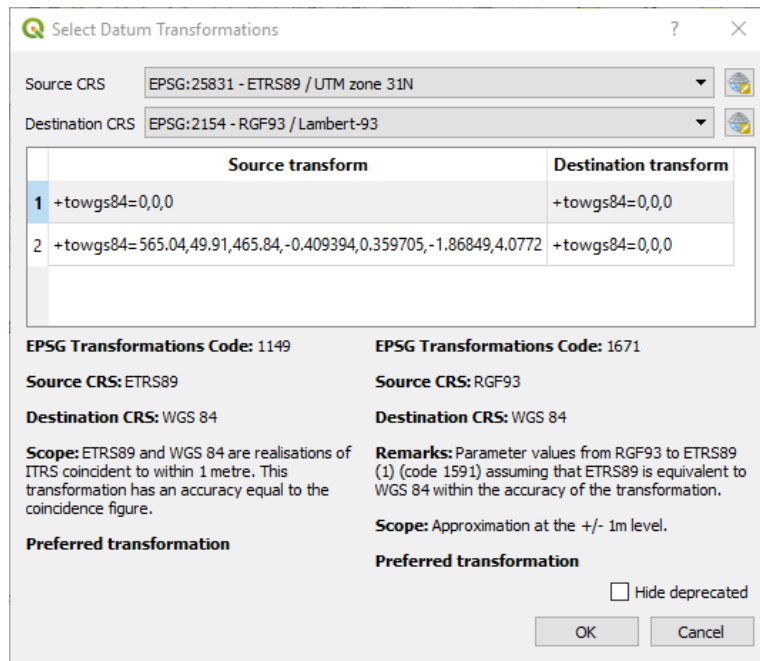 Select Datum Transformations
Source CRS EPSG:25831 - ETRS89 / UTM zone 31N
Destination CRS EPSG:2154 - RGF93 / Lambert-93
Source transform Destination transform
1 +towgs84=0,0,0 +towgs84=0,0,0
2 +towgs84=565.04,49.91,465.84,-0.409394,0.359705,-1.86849,4.0772 +towgs84=0,0,0
EPSG Transformations Code: 1149
Source CRS: ETRS89
Destination CRS: WGS 84
Scope: ETRS89 and WGS 84 are realisations of
ITRS coincident to within 1 metre. This
transformation has an accuracy equal to the
coincidence figure.
Preferred transformation
EPSG Transformations Code: 1671
Source CRS: RGF93
Destination CRS: WGS 84
Remarks: Parameter values from RGF93 to ETRS89
(1) (code 1591) assuming that ETRS89 is equivalent to
WGS 84 within the accuracy of the transformation.
Scope: Approximation at the +/- 1m level.
Preferred transformation
Hide deprecated
OK Cancel